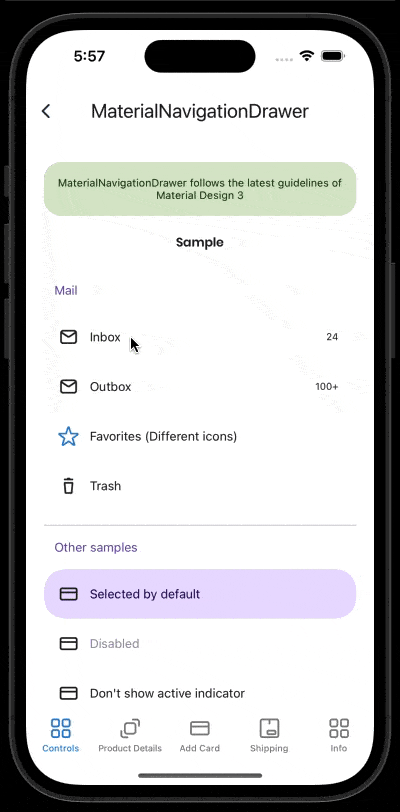 5:57
MaterialNavigationDrawer
MaterialNavigationDrawer follows the latest guidelines of
Material Design 3
Sample
Mail
Inbox 24
Outbox 100+
Favorites (Different icons)
Trash
Other samples
Selected by default
Disabled
Don't show active indicator
Controls Product Details Add Card Shipping Info